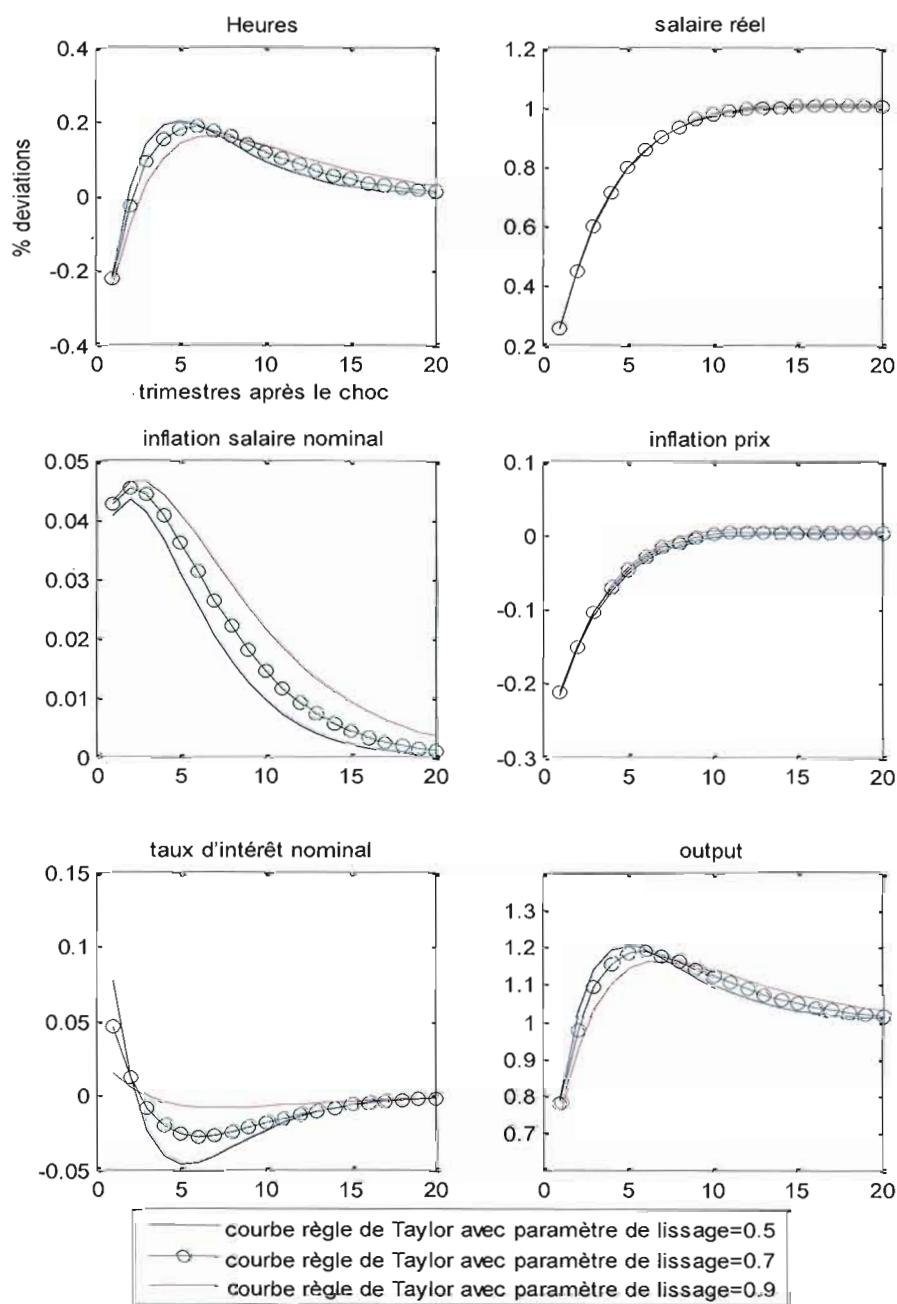 Heures
salaire réel
0.4
0.2
0
-0.2
-0.4
% deviations
0 5 10 15 20
trimestres après le choc
1.2
1
0.8
0.6
0.4
0.2
0 5 10 15 20
inflation salaire nominal
inflation prix
0.05
0.04
0.03
0.02
0.01
0
0 5 10 15 20
0.1
0
-0.1
-0.2
-0.3
0 5 10 15 20
taux d'intérêt nominal
output
0.15
0.1
0.05
0
-0.05
0 5 10 15 20
1.3
1.2
1.1
1
0.9
0.8
0.7
0 5 10 15 20
courbe règle de Taylor avec paramètre de lissage=0.5
courbe règle de Taylor avec paramètre de lissage=0.7
courbe règle de Taylor avec paramètre de lissage=0.9